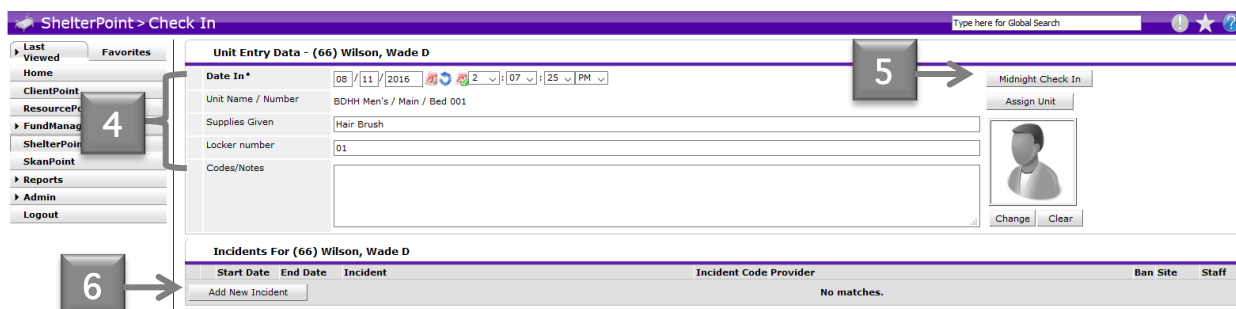 ShelterPoint > Check In
Type here for Global Search
Last Viewed
Favorites
Home
ClientPoint
FundManag
ShelterPoin
SkanPoint
Reports
Admin
Logout
4
Unit Entry Data - (66) Wilson, Wade D
Date In* 08 / 11 / 2016 2 : 07 : 25 PM
Unit Name / Number BDHH Men's / Main / Bed 001
Supplies Given Hair Brush
Locker number 01
Codes/Notes
5
Midnight Check In
Assign Unit
Change Clear
Incidents For (66) Wilson, Wade D
Start Date End Date Incident Incident Code Provider Ban Site Staff
6
Add New Incident No matches.